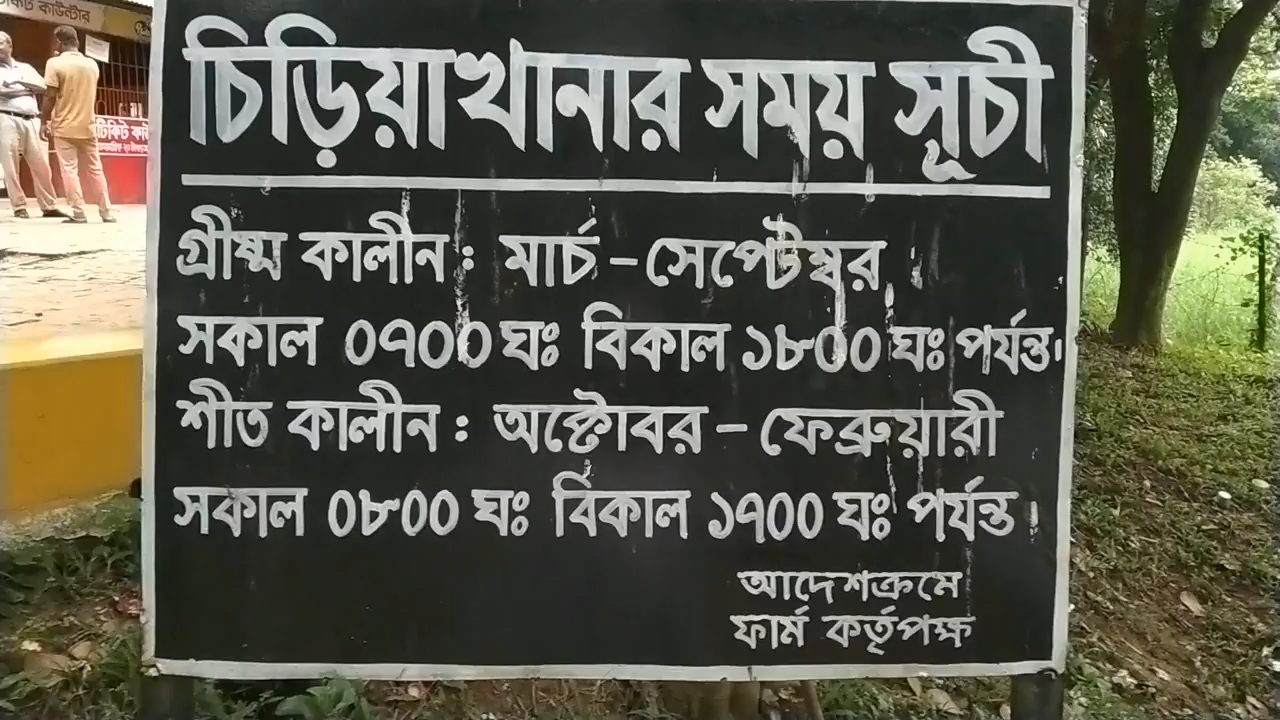 টিকিট কাউন্টার
টিকিট কাউ
চিড়িয়াখানার সময় সূচী
গ্রীষ্ম কালীন : মার্চ – সেপ্টেম্বর
সকাল ০৭০০ ঘঃ বিকাল ১৮০০ ঘঃ পর্যন্ত।
শীত কালীন : অক্টোবর – ফেব্রুয়ারী
সকাল ০৮০০ ঘঃ বিকাল ১৭০০ ঘঃ পর্যন্ত।
আদেশক্রমে
ফার্ম কর্তৃপক্ষ